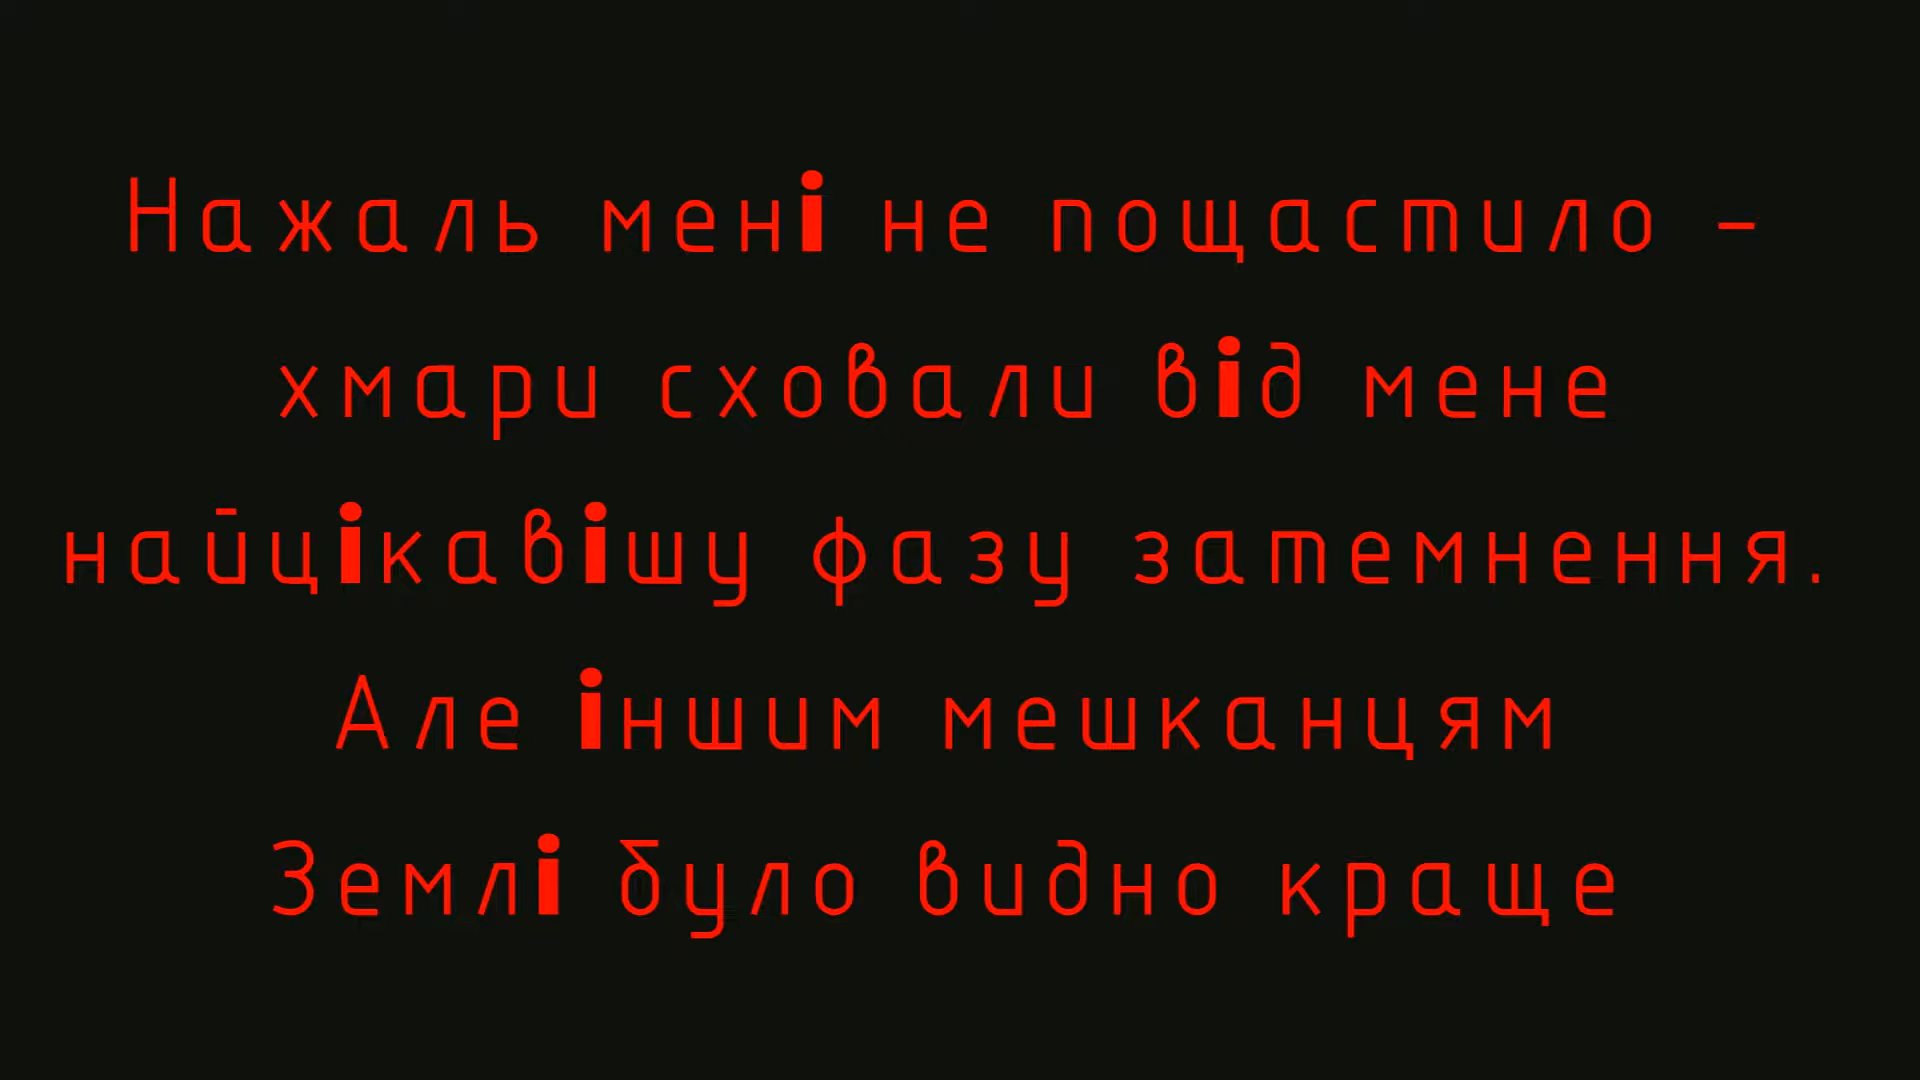 Нажаль мені не пощастило -
хмари сховали від мене
найцікавішу фазу затемнення.
Але іншим мешканцям
Землі було видно краще